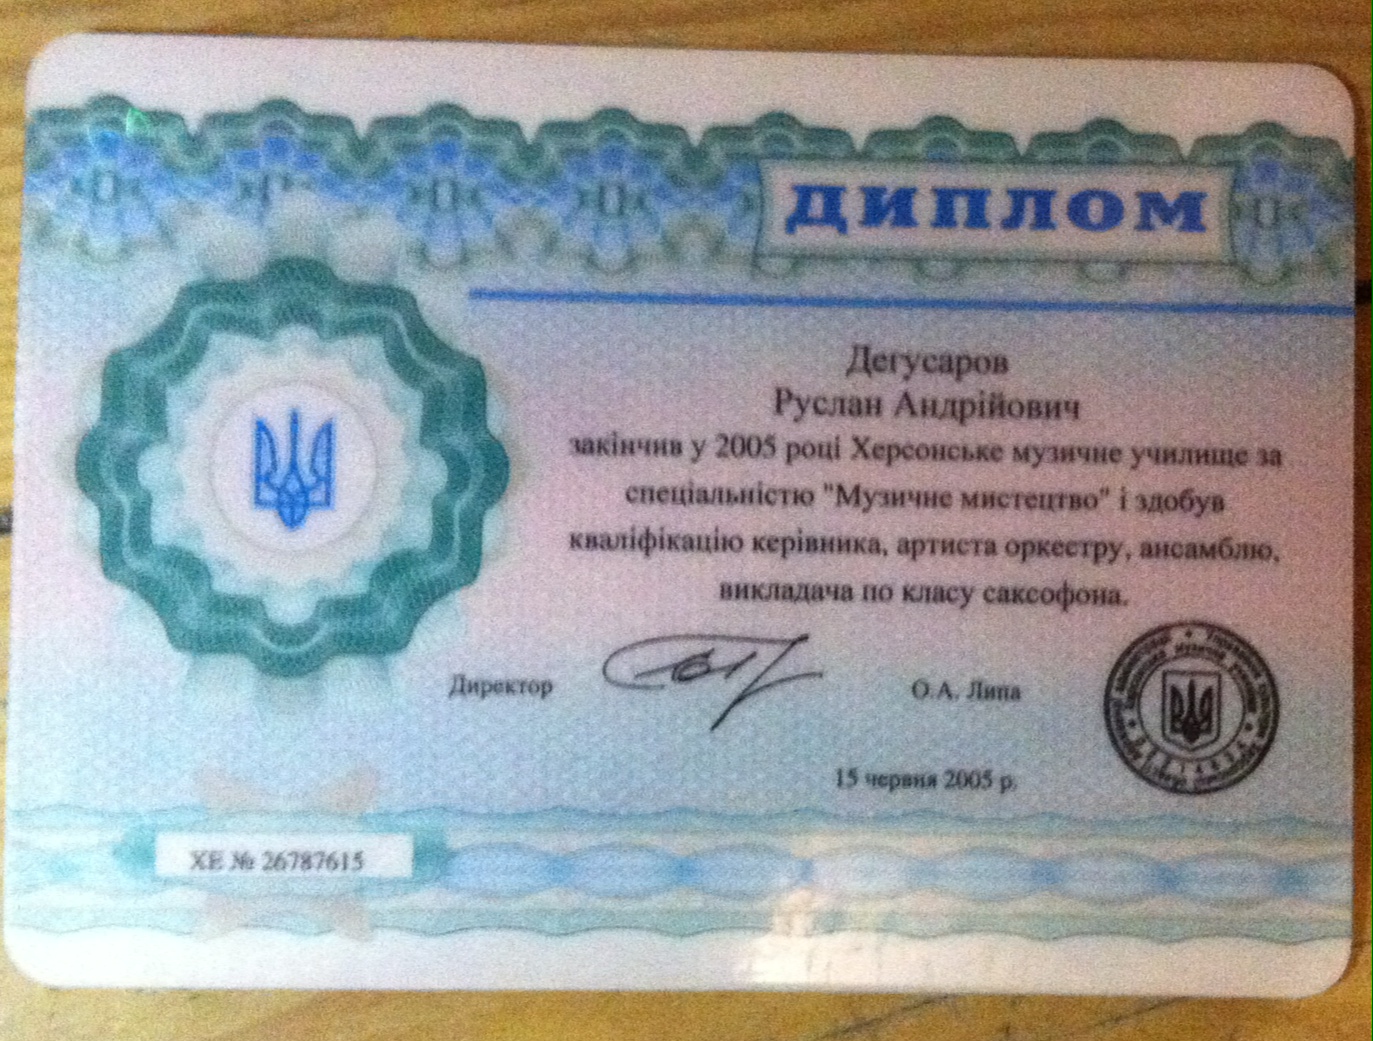 ДИПЛОМ
Дегусаров
Руслан Андрійович
закінчив у 2005 році Херсонське музичне училище за
спеціальністю "Музичне мистецтво" і здобув
кваліфікацію керівника, артиста оркестру, ансамблю,
викладача по класу саксофона.
Директор О.А. Липа
15 червня 2005 р.
ХЕ № 26787615